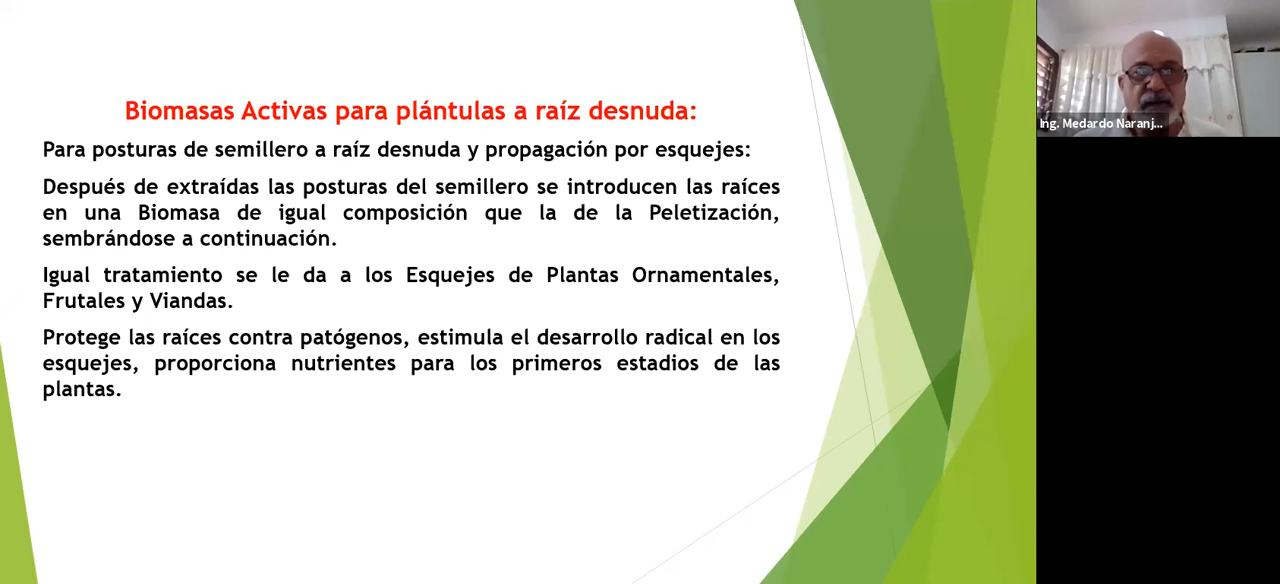 Biomasas Activas para plántulas a raíz desnuda:
Para posturas de semillero a raíz desnuda y propagación por esquejes:
Después de extraídas las posturas del semillero se introducen las raíces
en una Biomasa de igual composición que la de la Peletización,
sembrándose a continuación.
Igual tratamiento se le da a los Esquejes de Plantas Ornamentales,
Frutales y Viandas.
Protege las raíces contra patógenos, estimula el desarrollo radical en los
esquejes, proporciona nutrientes para los primeros estadios de las
plantas.
Ing. Medardo Naranj...